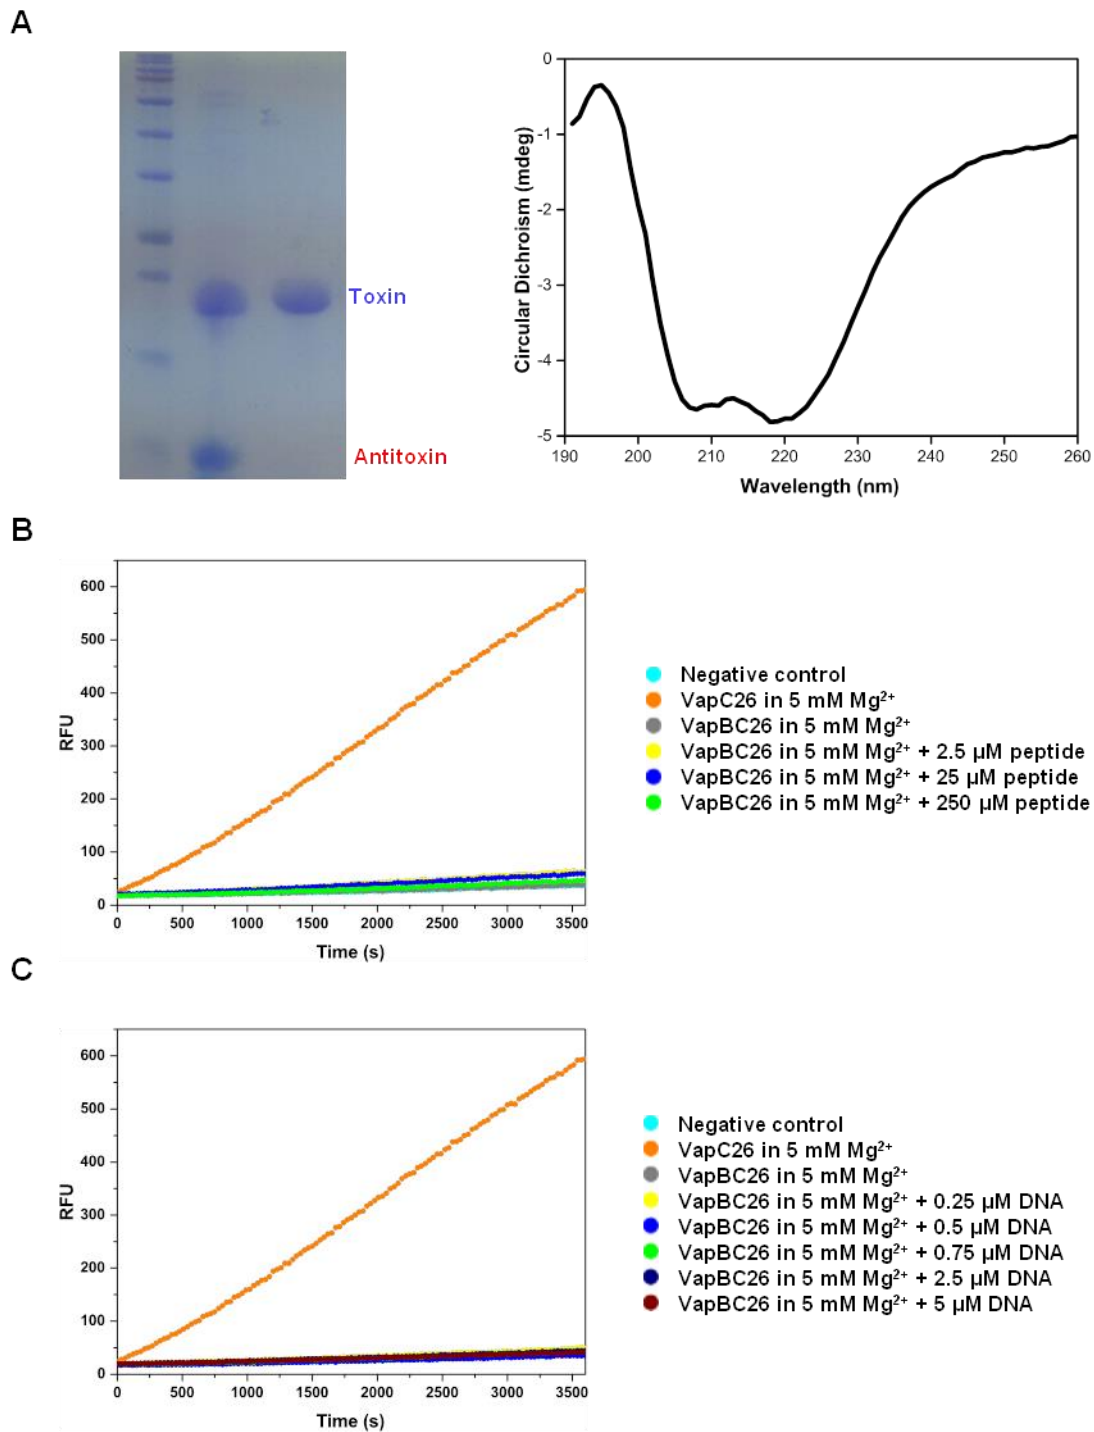 A
Toxin
Antitoxin
0
-1
-2
-3
-4
-5
Circular Dichroism (mdeg)
190 200 210 220 230 240 250 260
Wavelength (nm)
B
600
500
400
300
200
100
0
RFU
0 500 1000 1500 2000 2500 3000 3500
Time (s)
Negative control
VapC26 in 5 mM Mg²⁺
VapBC26 in 5 mM Mg²⁺
VapBC26 in 5 mM Mg²⁺ + 2.5 µM peptide
VapBC26 in 5 mM Mg²⁺ + 25 µM peptide
VapBC26 in 5 mM Mg²⁺ + 250 µM peptide
C
600
500
400
300
200
100
0
RFU
0 500 1000 1500 2000 2500 3000 3500
Time (s)
Negative control
VapC26 in 5 mM Mg²⁺
VapBC26 in 5 mM Mg²⁺
VapBC26 in 5 mM Mg²⁺ + 0.25 µM DNA
VapBC26 in 5 mM Mg²⁺ + 0.5 µM DNA
VapBC26 in 5 mM Mg²⁺ + 0.75 µM DNA
VapBC26 in 5 mM Mg²⁺ + 2.5 µM DNA
VapBC26 in 5 mM Mg²⁺ + 5 µM DNA